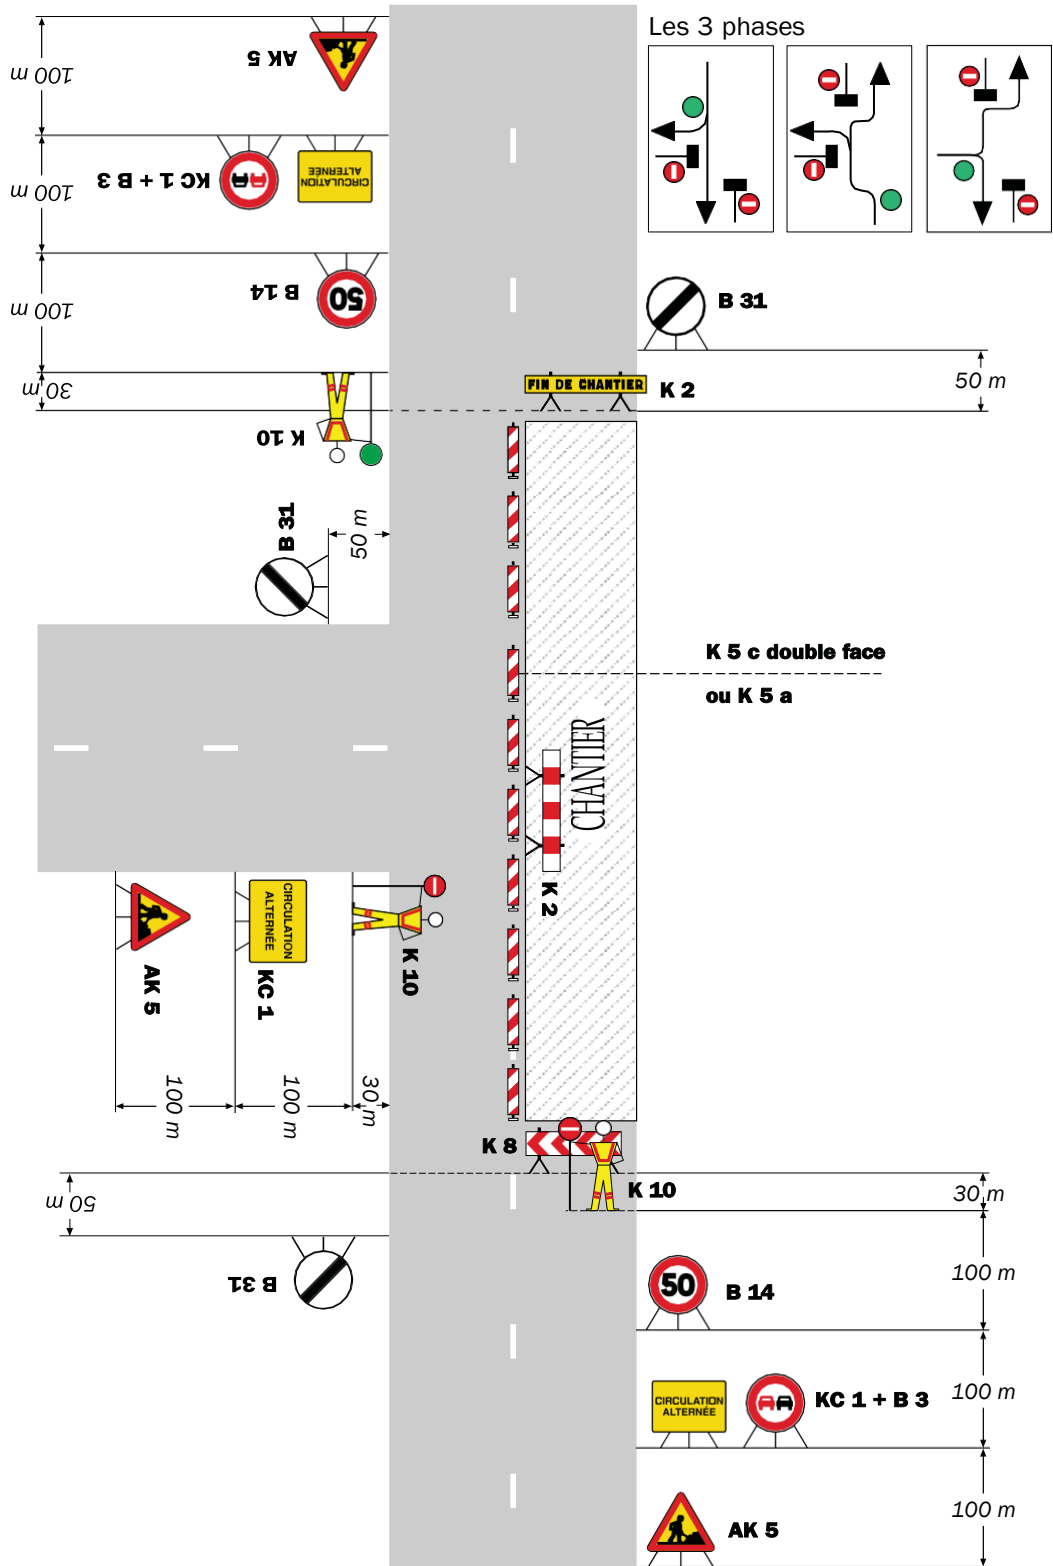 Les 3 phases
AK 5
100 m
KC 1 + B 3
CIRCULATION
ALTERNÉE
100 m
B 14
50
100 m
30 m
K 10
B 31
50 m
FIN DE CHANTIER
K 2
B 31
50 m
K 5 c double face
ou K 5 a
CHANTIER
K 2
AK 5
CIRCULATION
ALTERNÉE
KC 1
K 10
100 m
100 m
30 m
K 8
K 10
30 m
50 m
B 31
50
B 14
100 m
CIRCULATION
ALTERNÉE
KC 1 + B 3
100 m
AK 5
100 m